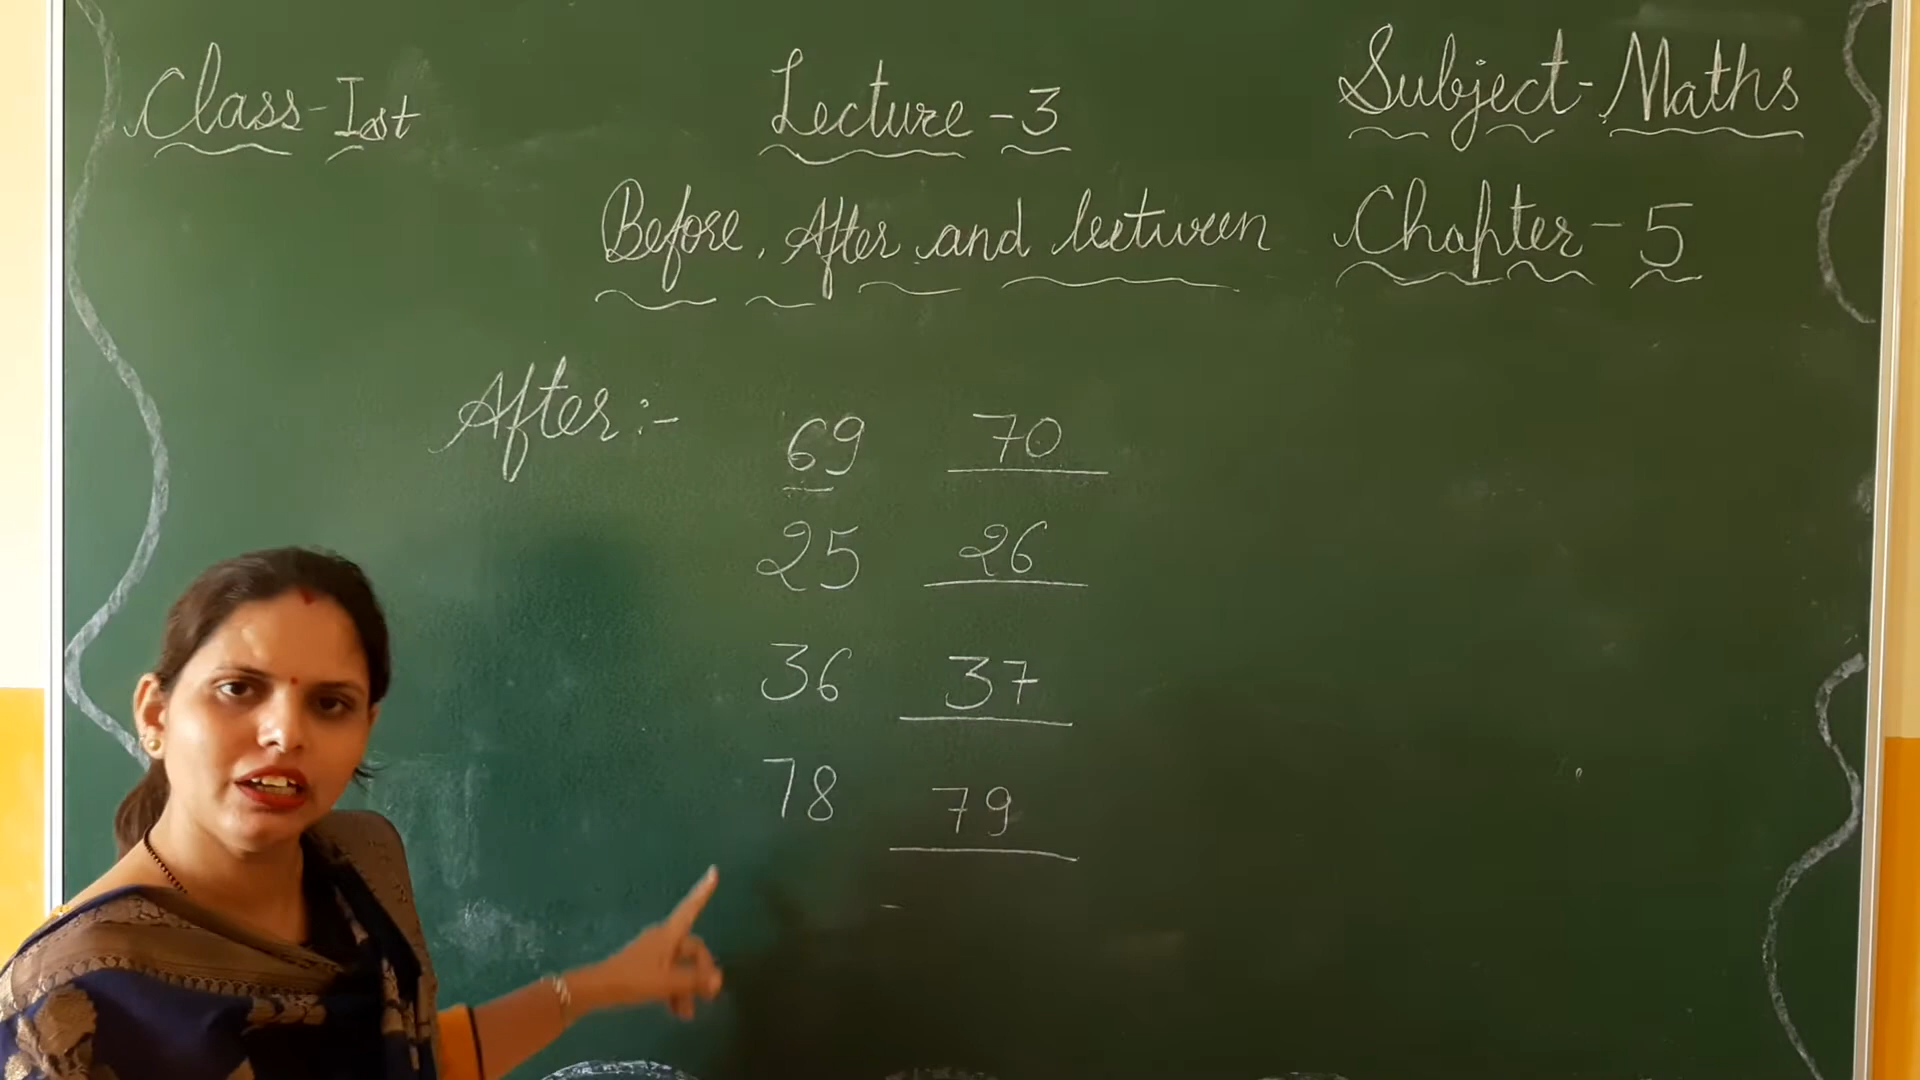 Class-Ist Lecture-3 Subject-Maths
Before, After and between Chapter-5
After:- 69 70
25 26
36 37
78 79